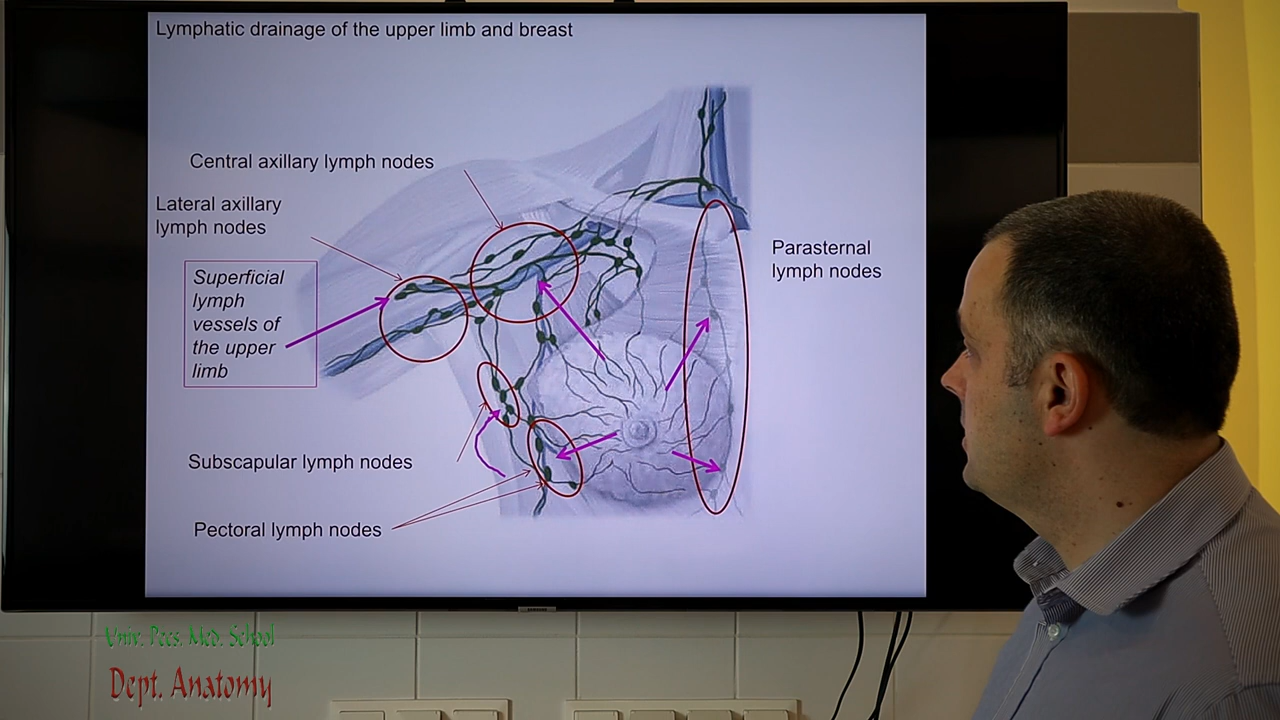 Lymphatic drainage of the upper limb and breast
Central axillary lymph nodes
Lateral axillary
lymph nodes
Superficial
lymph
vessels of
the upper
limb
Parasternal
lymph nodes
Subscapular lymph nodes
Pectoral lymph nodes
SAMSUNG
Univ. Pecs. Med. School
Dept. Anatomy